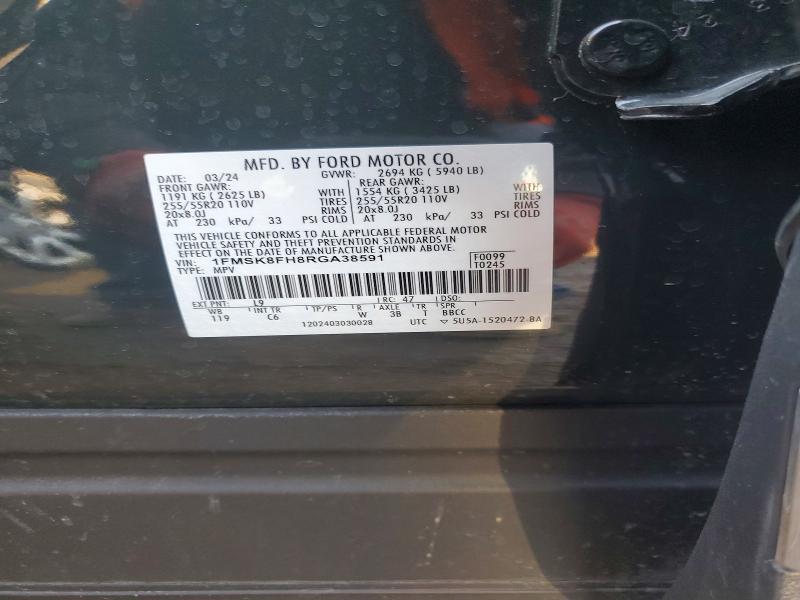 MFD. BY FORD MOTOR CO.
DATE: 03/24 GVWR: 2694 KG ( 5940 LB)
FRONT GAWR: REAR GAWR:
1191 KG ( 2625 LB) WITH 1554 KG ( 3425 LB) WITH
255/55R20 110V TIRES 255/55R20 110V TIRES
20x8.0J RIMS 20x8.0J RIMS
AT 230 kPa/ 33 PSI COLD AT 230 kPa/ 33 PSI COLD
THIS VEHICLE CONFORMS TO ALL APPLICABLE FEDERAL MOTOR
VEHICLE SAFETY AND THEFT PREVENTION STANDARDS IN
EFFECT ON THE DATE OF MANUFACTURE SHOWN ABOVE.
VIN: 1FMSK8FH8RGA38591 F0099
TYPE: MPV T0245
EXT PNT: L9 RC: 47 DSO:
WB INT TR TP/PS R AXLE TR SPR
119 C6 W 3B T BBCC
1202403030028 UTC 5U5A-1520472-BA